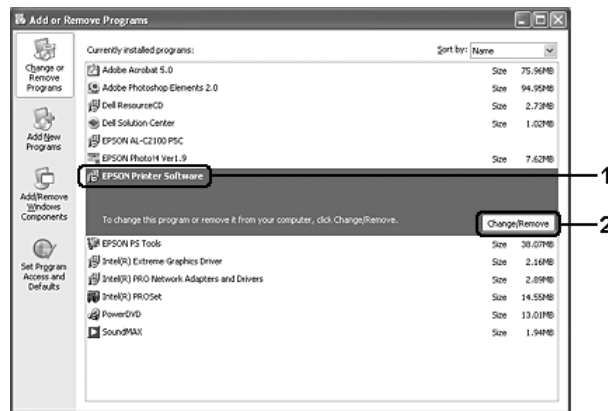 Add or Remove Programs
Change or
Remove
Programs
Add New
Programs
Add/Remove
Windows
Components
Set Program
Access and
Defaults
Currently installed programs: Sort by: Name
Adobe Acrobat 5.0 Size 75.96MB
Adobe Photoshop Elements 2.0 Size 94.95MB
Dell ResourceCD Size 2.73MB
Dell Solution Center Size 1.02MB
EPSON AL-C2100 PSC
EPSON Photo!4 Ver1.9 Size 7.62MB
EPSON Printer Software 1
To change this program or remove it from your computer, click Change/Remove. Change/Remove 2
EPSON PS Tools Size 38.07MB
Intel(R) Extreme Graphics Driver Size 2.16MB
Intel(R) PRO Network Adapters and Drivers Size 2.89MB
Intel(R) PROSet Size 14.55MB
PowerDVD Size 13.01MB
SoundMAX Size 1.94MB